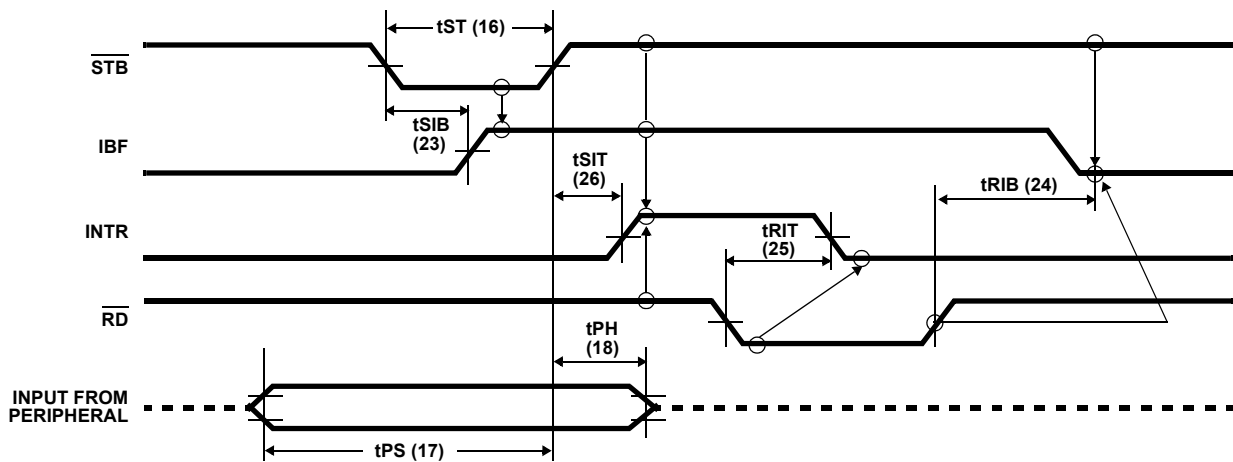 tST (16)
STB
tSIB
(23)
IBF
tSIT
(26)
tRIB (24)
INTR
tRIT
(25)
RD
tPH
(18)
INPUT FROM
PERIPHERAL
tPS (17)